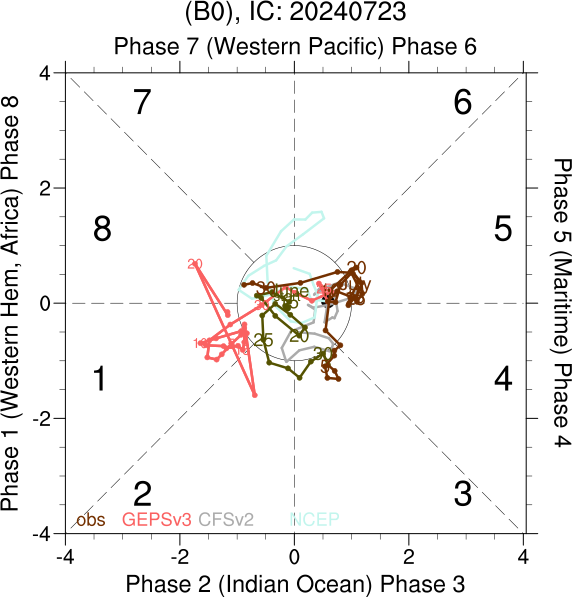 (B0), IC: 20240723
Phase 7 (Western Pacific) Phase 6
Phase 1 (Western Hem, Africa) Phase 8
Phase 5 (Maritime) Phase 4
4
2
0
-2
-4
7
6
8
5
1
4
2
3
20
20
25
20
30
obs GEPSv3 CFSv2 NCEP
-4 -2 0 2 4
Phase 2 (Indian Ocean) Phase 3